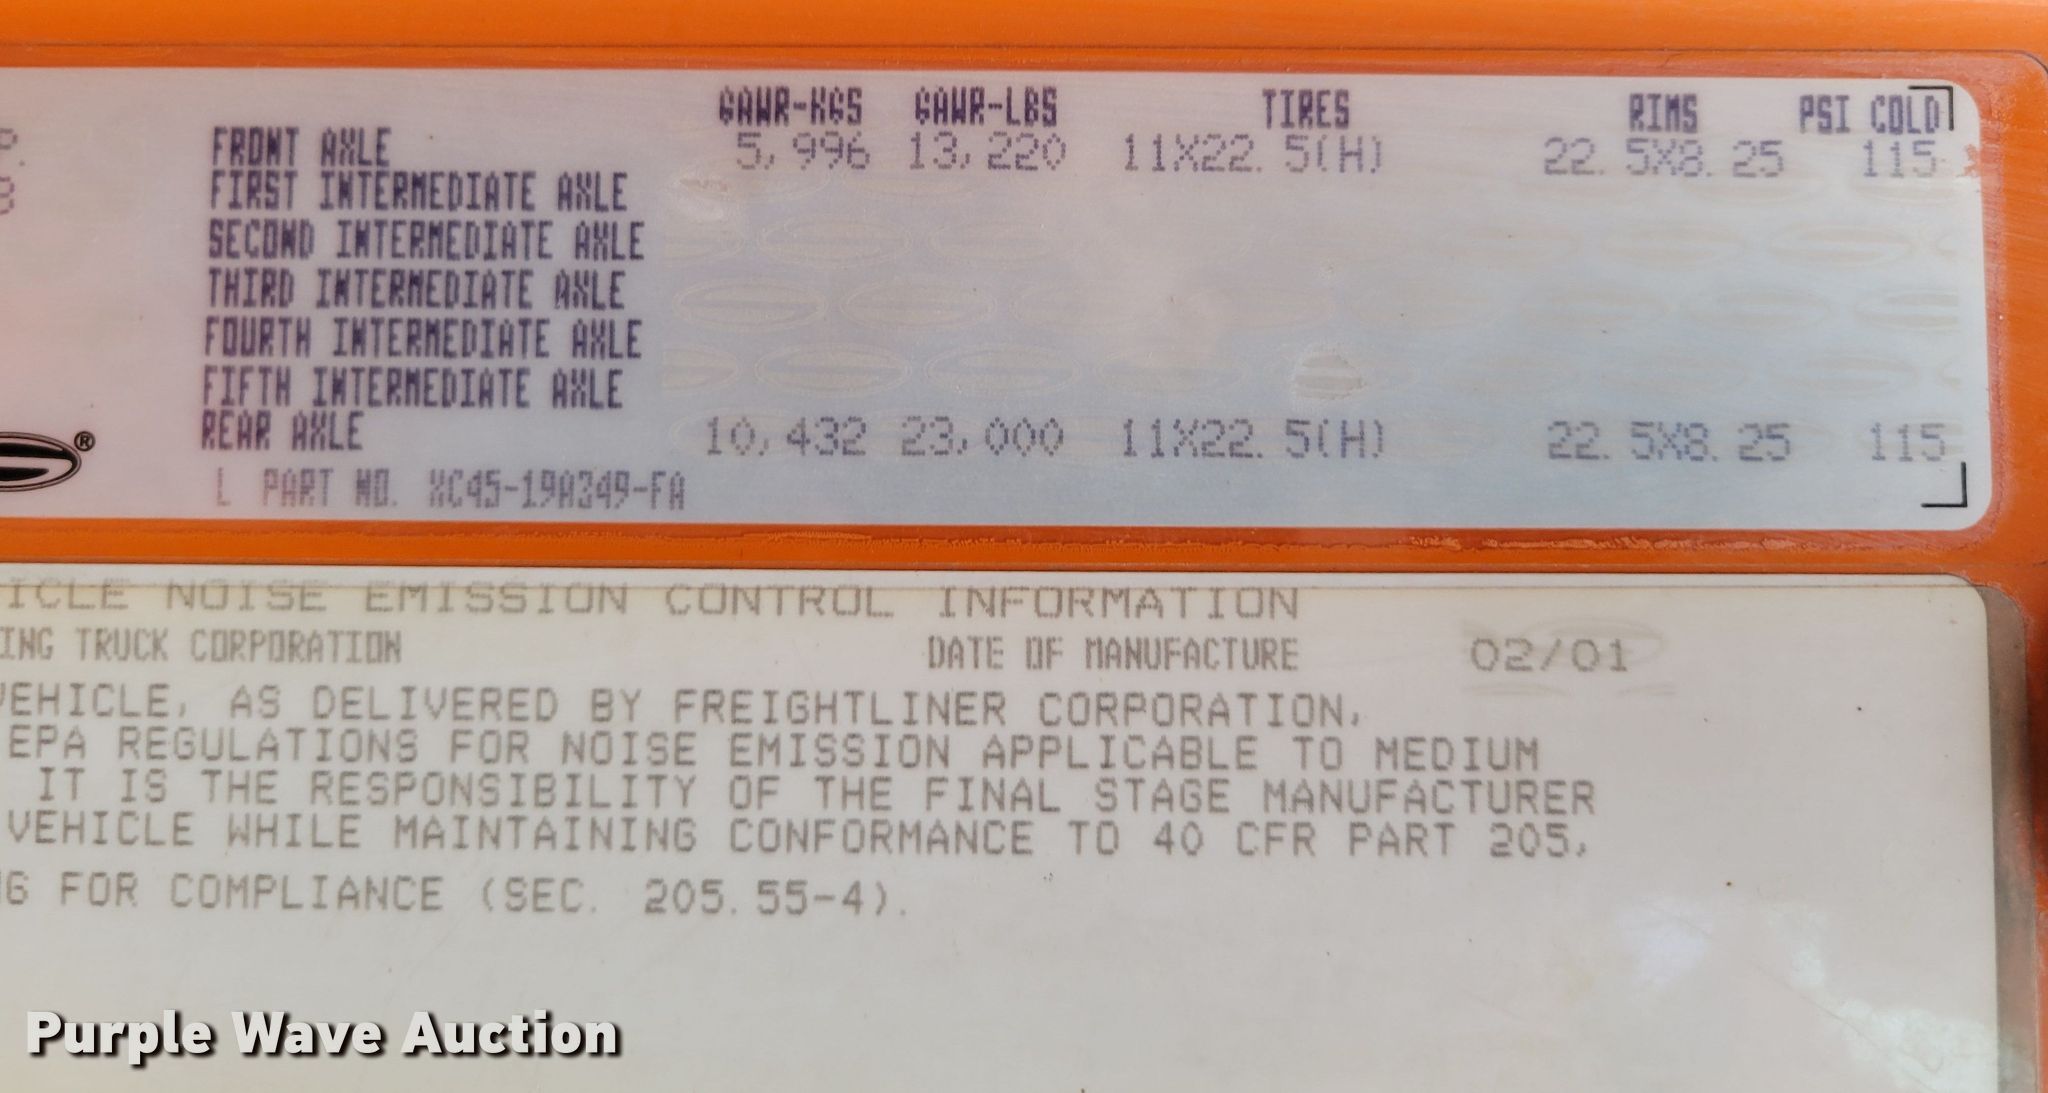 GAWR-KGS GAWR-LBS TIRES RIMS PSI COLD
P. FRONT AXLE 5,996 13,220 11X22.5(H) 22.5X8.25 115
FIRST INTERMEDIATE AXLE
SECOND INTERMEDIATE AXLE
THIRD INTERMEDIATE AXLE
FOURTH INTERMEDIATE AXLE
FIFTH INTERMEDIATE AXLE
REAR AXLE 10,432 23,000 11X22.5(H) 22.5X8.25 115
®
L PART NO. XC45-19A249-FA
ICLE NOISE EMISSION CONTROL INFORMATION
ING TRUCK CORPORATION DATE OF MANUFACTURE 02/01
VEHICLE, AS DELIVERED BY FREIGHTLINER CORPORATION,
EPA REGULATIONS FOR NOISE EMISSION APPLICABLE TO MEDIUM
IT IS THE RESPONSIBILITY OF THE FINAL STAGE MANUFACTURER
VEHICLE WHILE MAINTAINING CONFORMANCE TO 40 CFR PART 205,
NG FOR COMPLIANCE (SEC. 205.55-4).
Purple Wave Auction